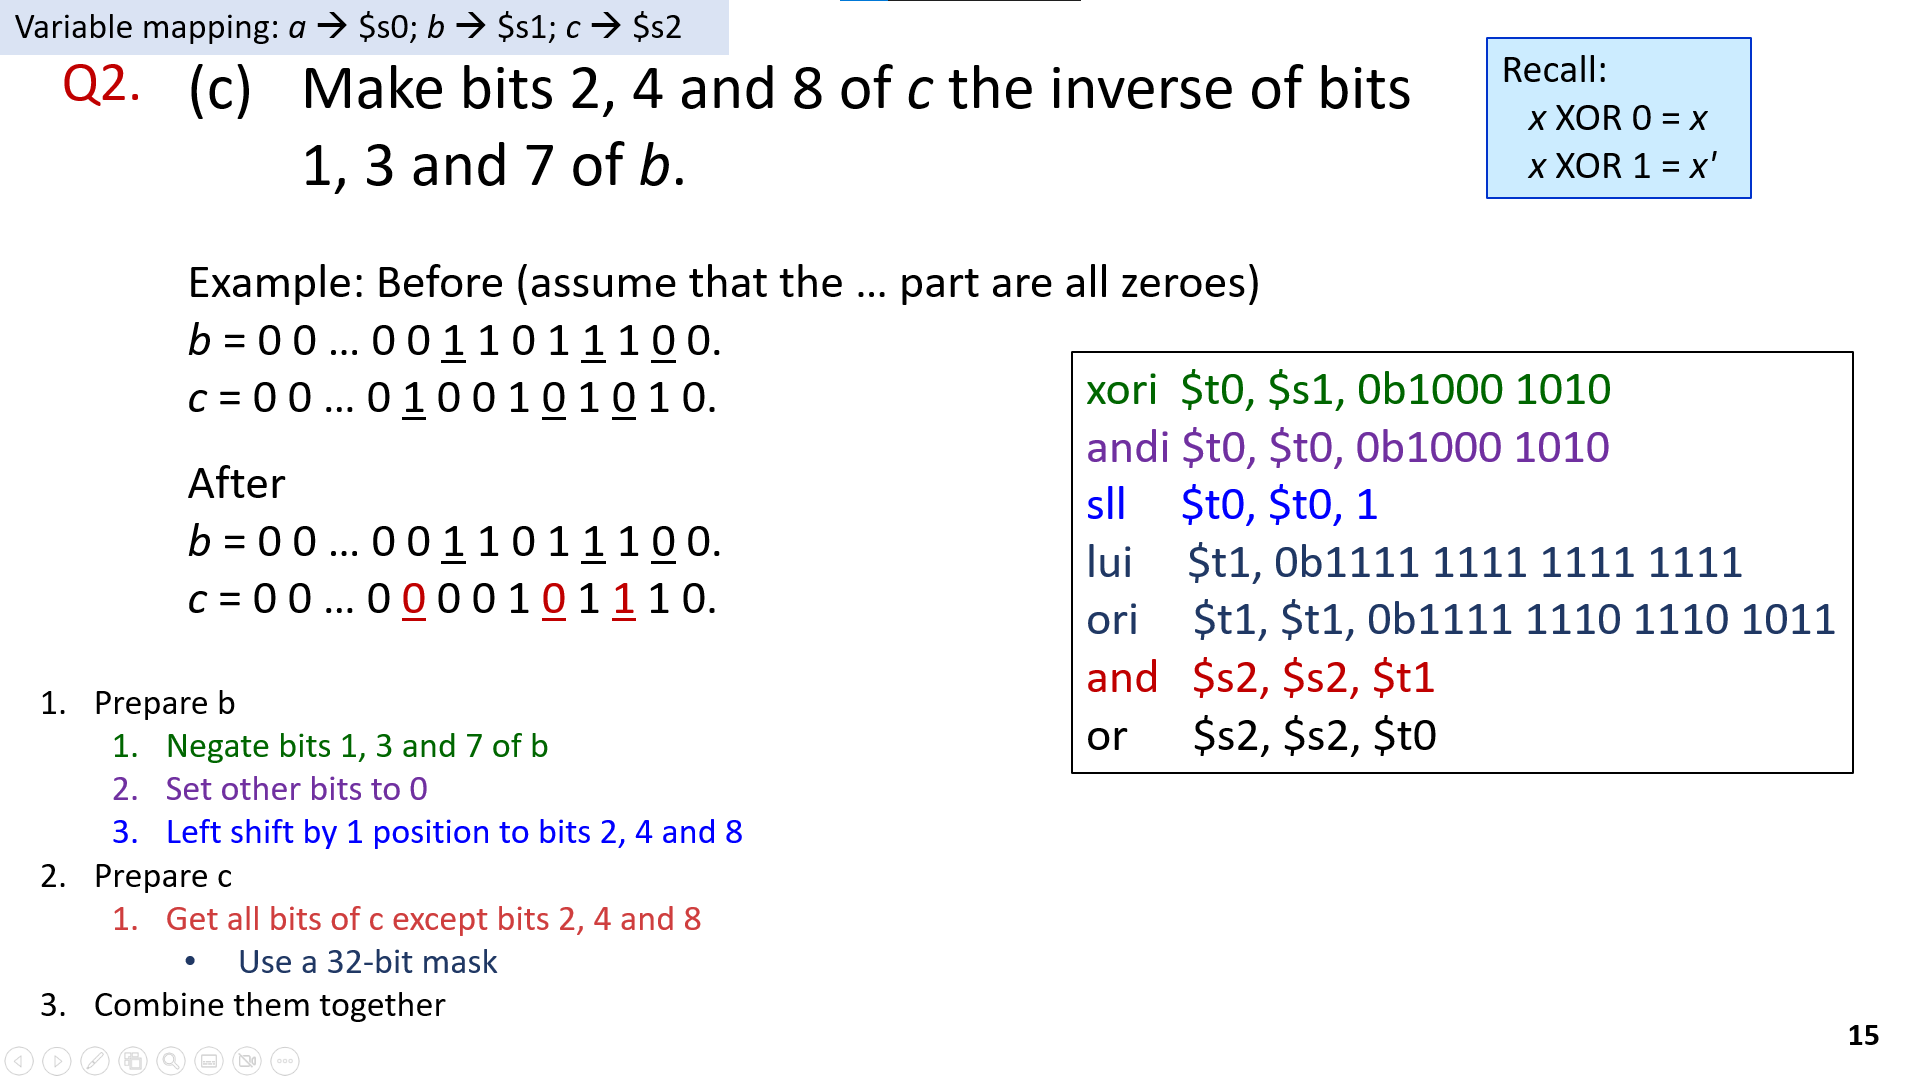 Variable mapping: a → $s0; b → $s1; c → $s2
Q2. (c) Make bits 2, 4 and 8 of c the inverse of bits
1, 3 and 7 of b.
Recall:
x XOR 0 = x
x XOR 1 = x'
Example: Before (assume that the … part are all zeroes)
b = 0 0 … 0 0 1 1 0 1 1 1 0 0.
c = 0 0 … 0 1 0 0 1 0 1 0 1 0.
After
b = 0 0 … 0 0 1 1 0 1 1 1 0 0.
c = 0 0 … 0 0 0 0 1 0 1 1 1 0.
xori $t0, $s1, 0b1000 1010
andi $t0, $t0, 0b1000 1010
sll $t0, $t0, 1
lui $t1, 0b1111 1111 1111 1111
ori $t1, $t1, 0b1111 1110 1110 1011
and $s2, $s2, $t1
or $s2, $s2, $t0
1. Prepare b
1. Negate bits 1, 3 and 7 of b
2. Set other bits to 0
3. Left shift by 1 position to bits 2, 4 and 8
2. Prepare c
1. Get all bits of c except bits 2, 4 and 8
• Use a 32-bit mask
3. Combine them together
15